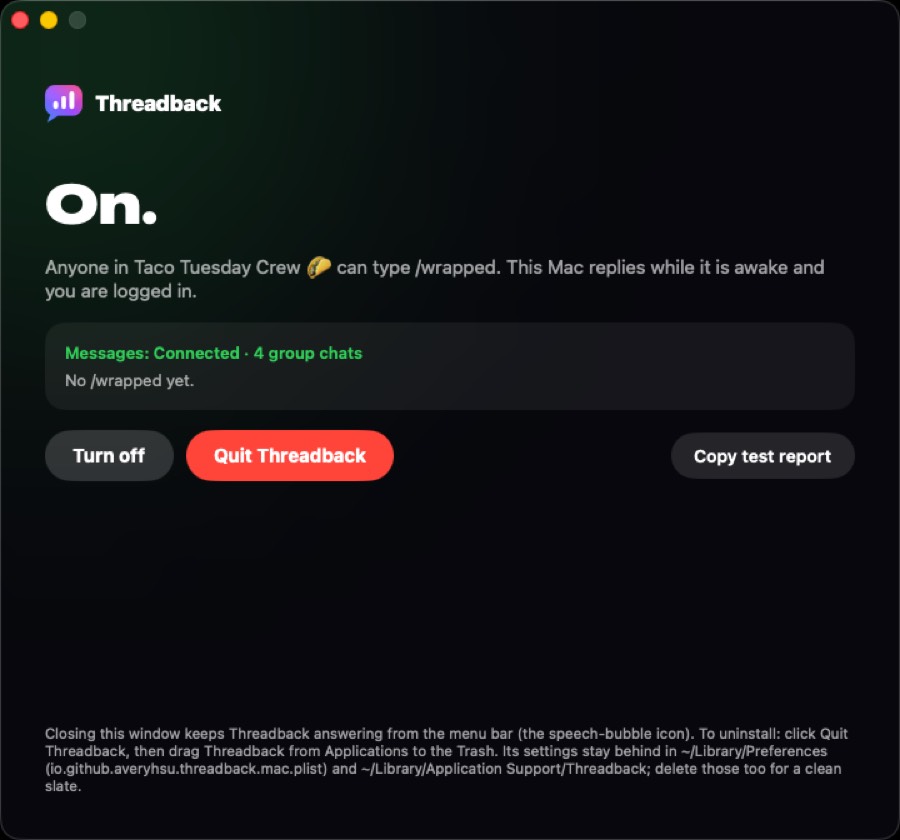 Threadback
On.
Anyone in Taco Tuesday Crew 🌮 can type /wrapped. This Mac replies while it is awake and
you are logged in.
Messages: Connected · 4 group chats
No /wrapped yet.
Turn off
Quit Threadback
Copy test report
Closing this window keeps Threadback answering from the menu bar (the speech-bubble icon). To uninstall: click Quit
Threadback, then drag Threadback from Applications to the Trash. Its settings stay behind in ~/Library/Preferences
(io.github.averyhsu.threadback.mac.plist) and ~/Library/Application Support/Threadback; delete those too for a clean
slate.